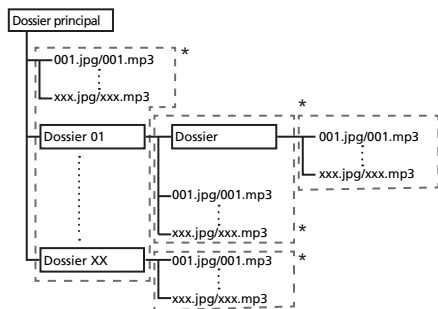 Dossier principal
001.jpg/001.mp3
*
xxx.jpg/xxx.mp3
*
Dossier 01
Dossier
001.jpg/001.mp3
xxx.jpg/xxx.mp3
001.jpg/001.mp3
xxx.jpg/xxx.mp3
*
Dossier XX
001.jpg/001.mp3
*
xxx.jpg/xxx.mp3